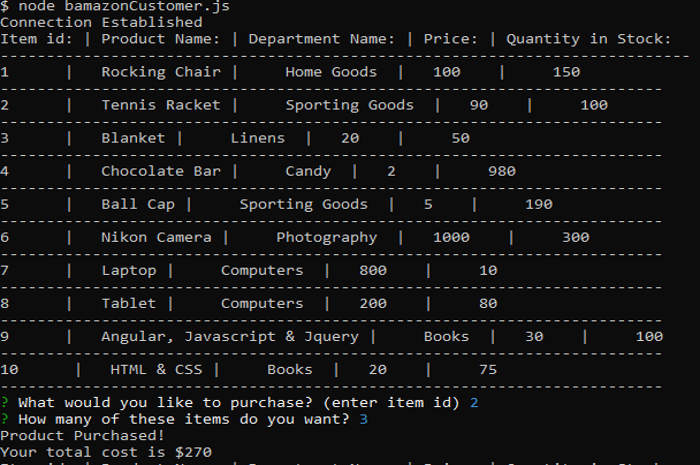 $ node bamazonCustomer.js
Connection Established
Item id: | Product Name: | Department Name: | Price: | Quantity in Stock:
---------------------------------------------------------------------------
1 | Rocking Chair | Home Goods | 100 | 150
------------------------------------------------------------------------
2 | Tennis Racket | Sporting Goods | 90 | 100
------------------------------------------------------------------------
3 | Blanket | Linens | 20 | 50
------------------------------------------------------------------------
4 | Chocolate Bar | Candy | 2 | 980
------------------------------------------------------------------------
5 | Ball Cap | Sporting Goods | 5 | 190
------------------------------------------------------------------------
6 | Nikon Camera | Photography | 1000 | 300
------------------------------------------------------------------------
7 | Laptop | Computers | 800 | 10
------------------------------------------------------------------------
8 | Tablet | Computers | 200 | 80
------------------------------------------------------------------------
9 | Angular, Javascript & Jquery | Books | 30 | 100
------------------------------------------------------------------------
10 | HTML & CSS | Books | 20 | 75
------------------------------------------------------------------------
? What would you like to purchase? (enter item id) 2
? How many of these items do you want? 3
Product Purchased!
Your total cost is $270